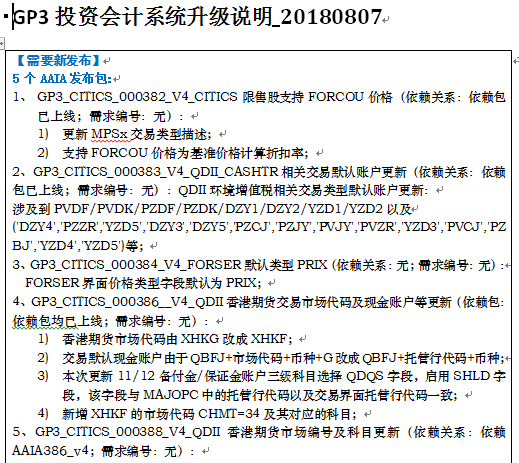 GP3 投资会计系统升级说明_20180807
【需要新发布】
5 个 AAIA 发布包:
1、 GP3_CITICS_000382_V4_CITICS 限售股支持 FORCOU 价格（依赖关系：依赖包
已上线；需求编号：无）：
1) 更新 MPSx 交易类型描述；
2) 支持 FORCOU 价格为基准价格计算折扣率；
2、GP3_CITICS_000383_V4_QDII_CASHTR 相关交易默认账户更新（依赖关系：依赖
包已上线；需求编号：无）：QDII 环境增值税相关交易类型默认账户更新:
涉及到 PVDF/PVDK/PZDF/PZDK/DZY1/DZY2/YZD1/YZD2 以及
('DZY4','PZZR','YZD5','DZY3','DZY5','PZCJ','PZJY','PVJY','PVZR','YZD3','PVCJ','PZ
BJ','YZD4','YZD5')等；
3、GP3_CITICS_000384_V4_FORSER 默认类型 PRIX（依赖关系：无；需求编号：无）:
FORSER 界面价格类型字段默认为 PRIX；
4、GP3_CITICS_000386__V4_QDII 香港期货交易市场代码及现金账户等更新（依赖包:
依赖包均已上线；需求编号：无）：
1) 香港期货市场代码由 XHKG 改成 XHKF；
2) 交易默认现金账户由于 QBFJ+市场代码+币种+G 改成 QBFJ+托管行代码+币种；
3) 本次更新 11/12 备付金/保证金账户三级科目选择 QDQS 字段，启用 SHLD 字
段，该字段与 MAJOPC 中的托管行代码以及交易界面托管行代码一致；
4) 新增 XHKF 的市场代码 CHMT=34 及其对应的科目；
5、GP3_CITICS_000388_V4_QDII 香港期货市场编号及科目更新（依赖关系：依赖
AAIA386_v4；需求编号：无）：